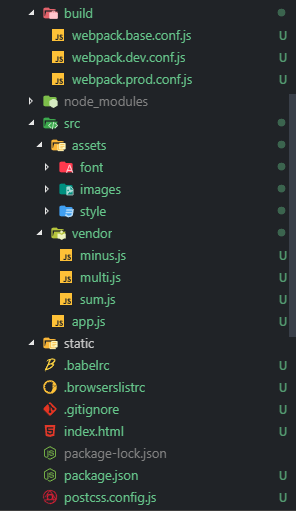 build
webpack.base.conf.js U
webpack.dev.conf.js U
webpack.prod.conf.js U
node_modules
src
assets
font
images
style
vendor
minus.js U
multi.js U
sum.js U
app.js U
static
.babelrc U
.browserslistrc U
.gitignore U
index.html U
package-lock.json
package.json U
postcss.config.js U